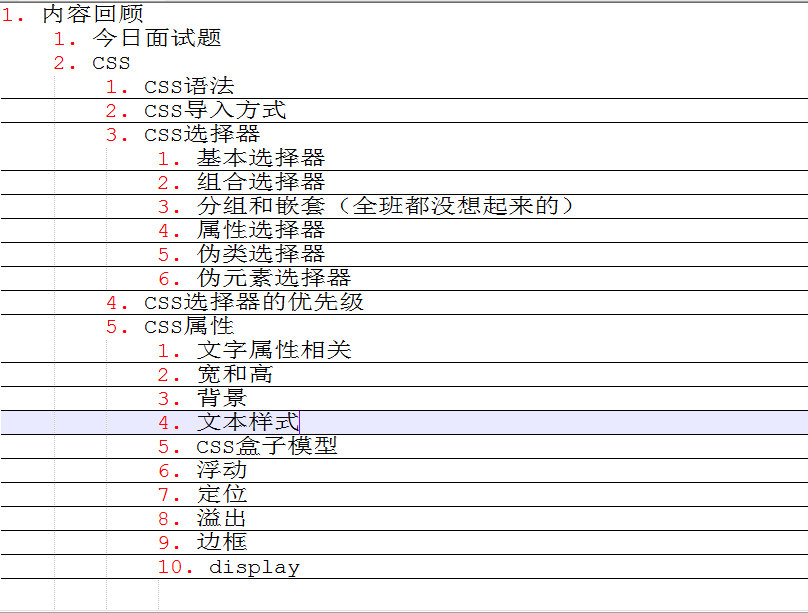 1. 内容回顾
1. 今日面试题
2. CSS
1. CSS语法
2. CSS导入方式
3. CSS选择器
1. 基本选择器
2. 组合选择器
3. 分组和嵌套（全班都没想起来的）
4. 属性选择器
5. 伪类选择器
6. 伪元素选择器
4. CSS选择器的优先级
5. CSS属性
1. 文字属性相关
2. 宽和高
3. 背景
4. 文本样式
5. CSS盒子模型
6. 浮动
7. 定位
8. 溢出
9. 边框
10. display